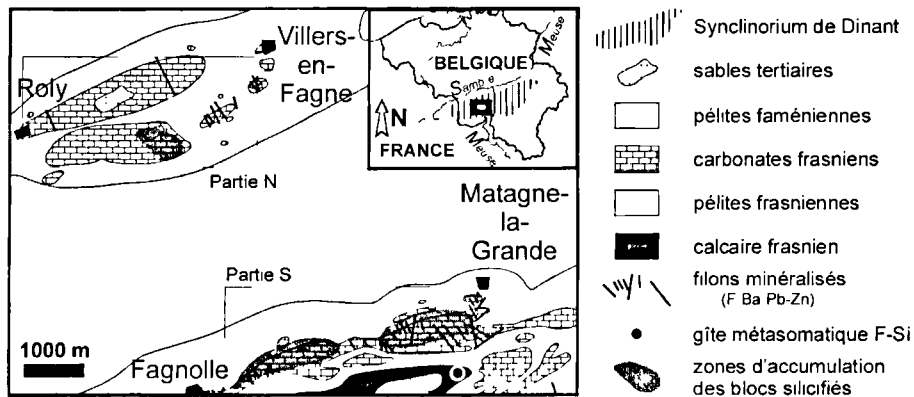 Villers-
en-
Fagne
Roly
Partie N
BELGIQUE
Meuse
Sambre
N
FRANCE
Meuse
Matagne-
la-
Grande
Partie S
1000 m
Fagnolle
Synclinorium de Dinant
sables tertiaires
pélites faméniennes
carbonates frasniens
pélites frasniennes
calcaire frasnien
filons minéralisés
(F Ba Pb-Zn)
gîte métasomatique F-Si
zones d'accumulation
des blocs silicifiés